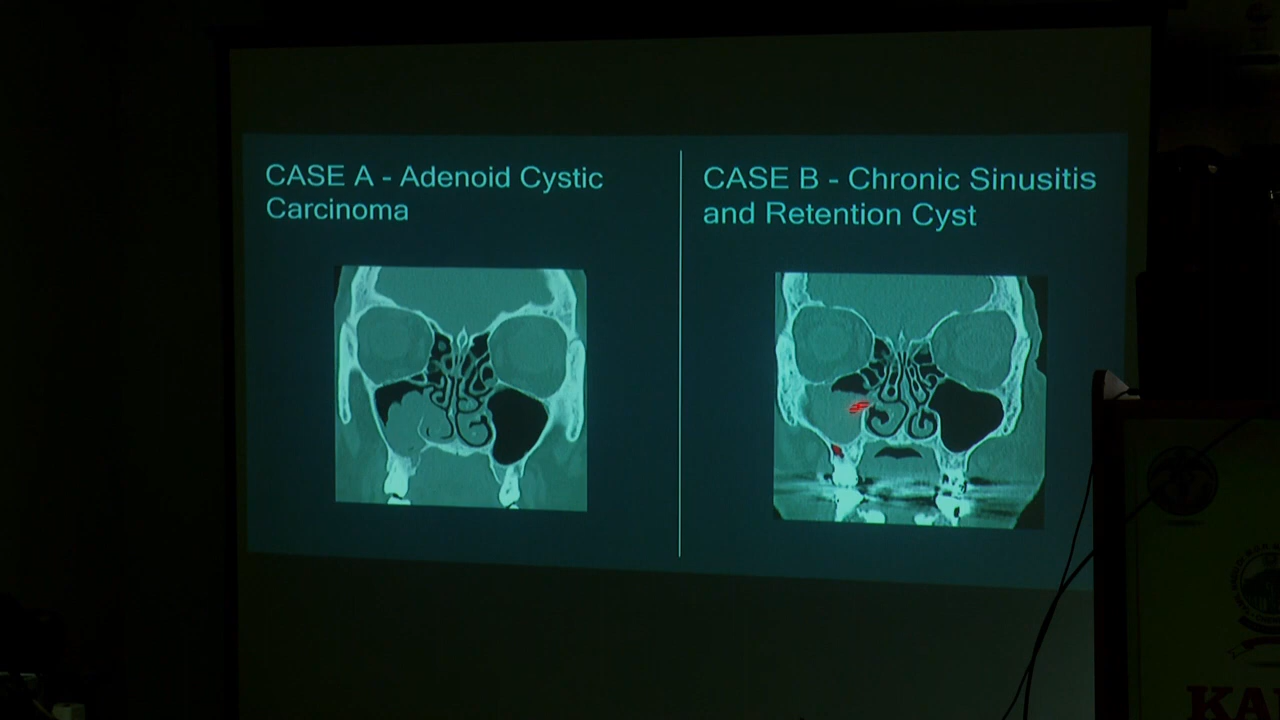 CASE A - Adenoid Cystic
Carcinoma
CASE B - Chronic Sinusitis
and Retention Cyst